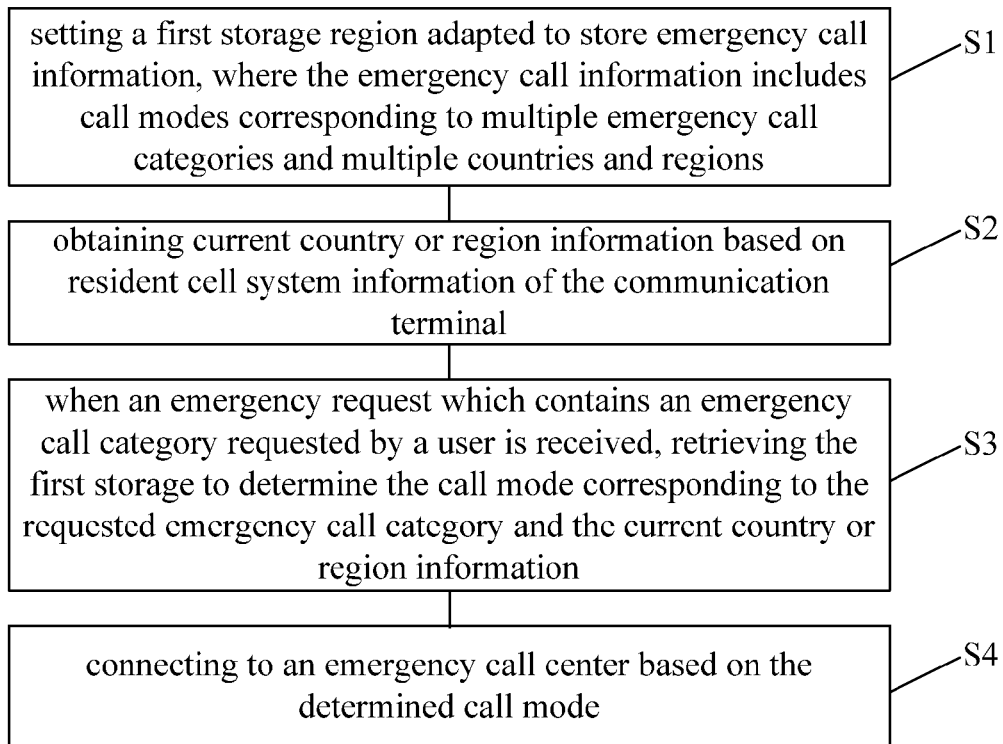 setting a first storage region adapted to store emergency call
information, where the emergency call information includes
call modes corresponding to multiple emergency call
categories and multiple countries and regions
S1
obtaining current country or region information based on
resident cell system information of the communication
terminal
S2
when an emergency request which contains an emergency
call category requested by a user is received, retrieving the
first storage to determine the call mode corresponding to the
requested emergency call category and the current country or
region information
S3
connecting to an emergency call center based on the
determined call mode
S4